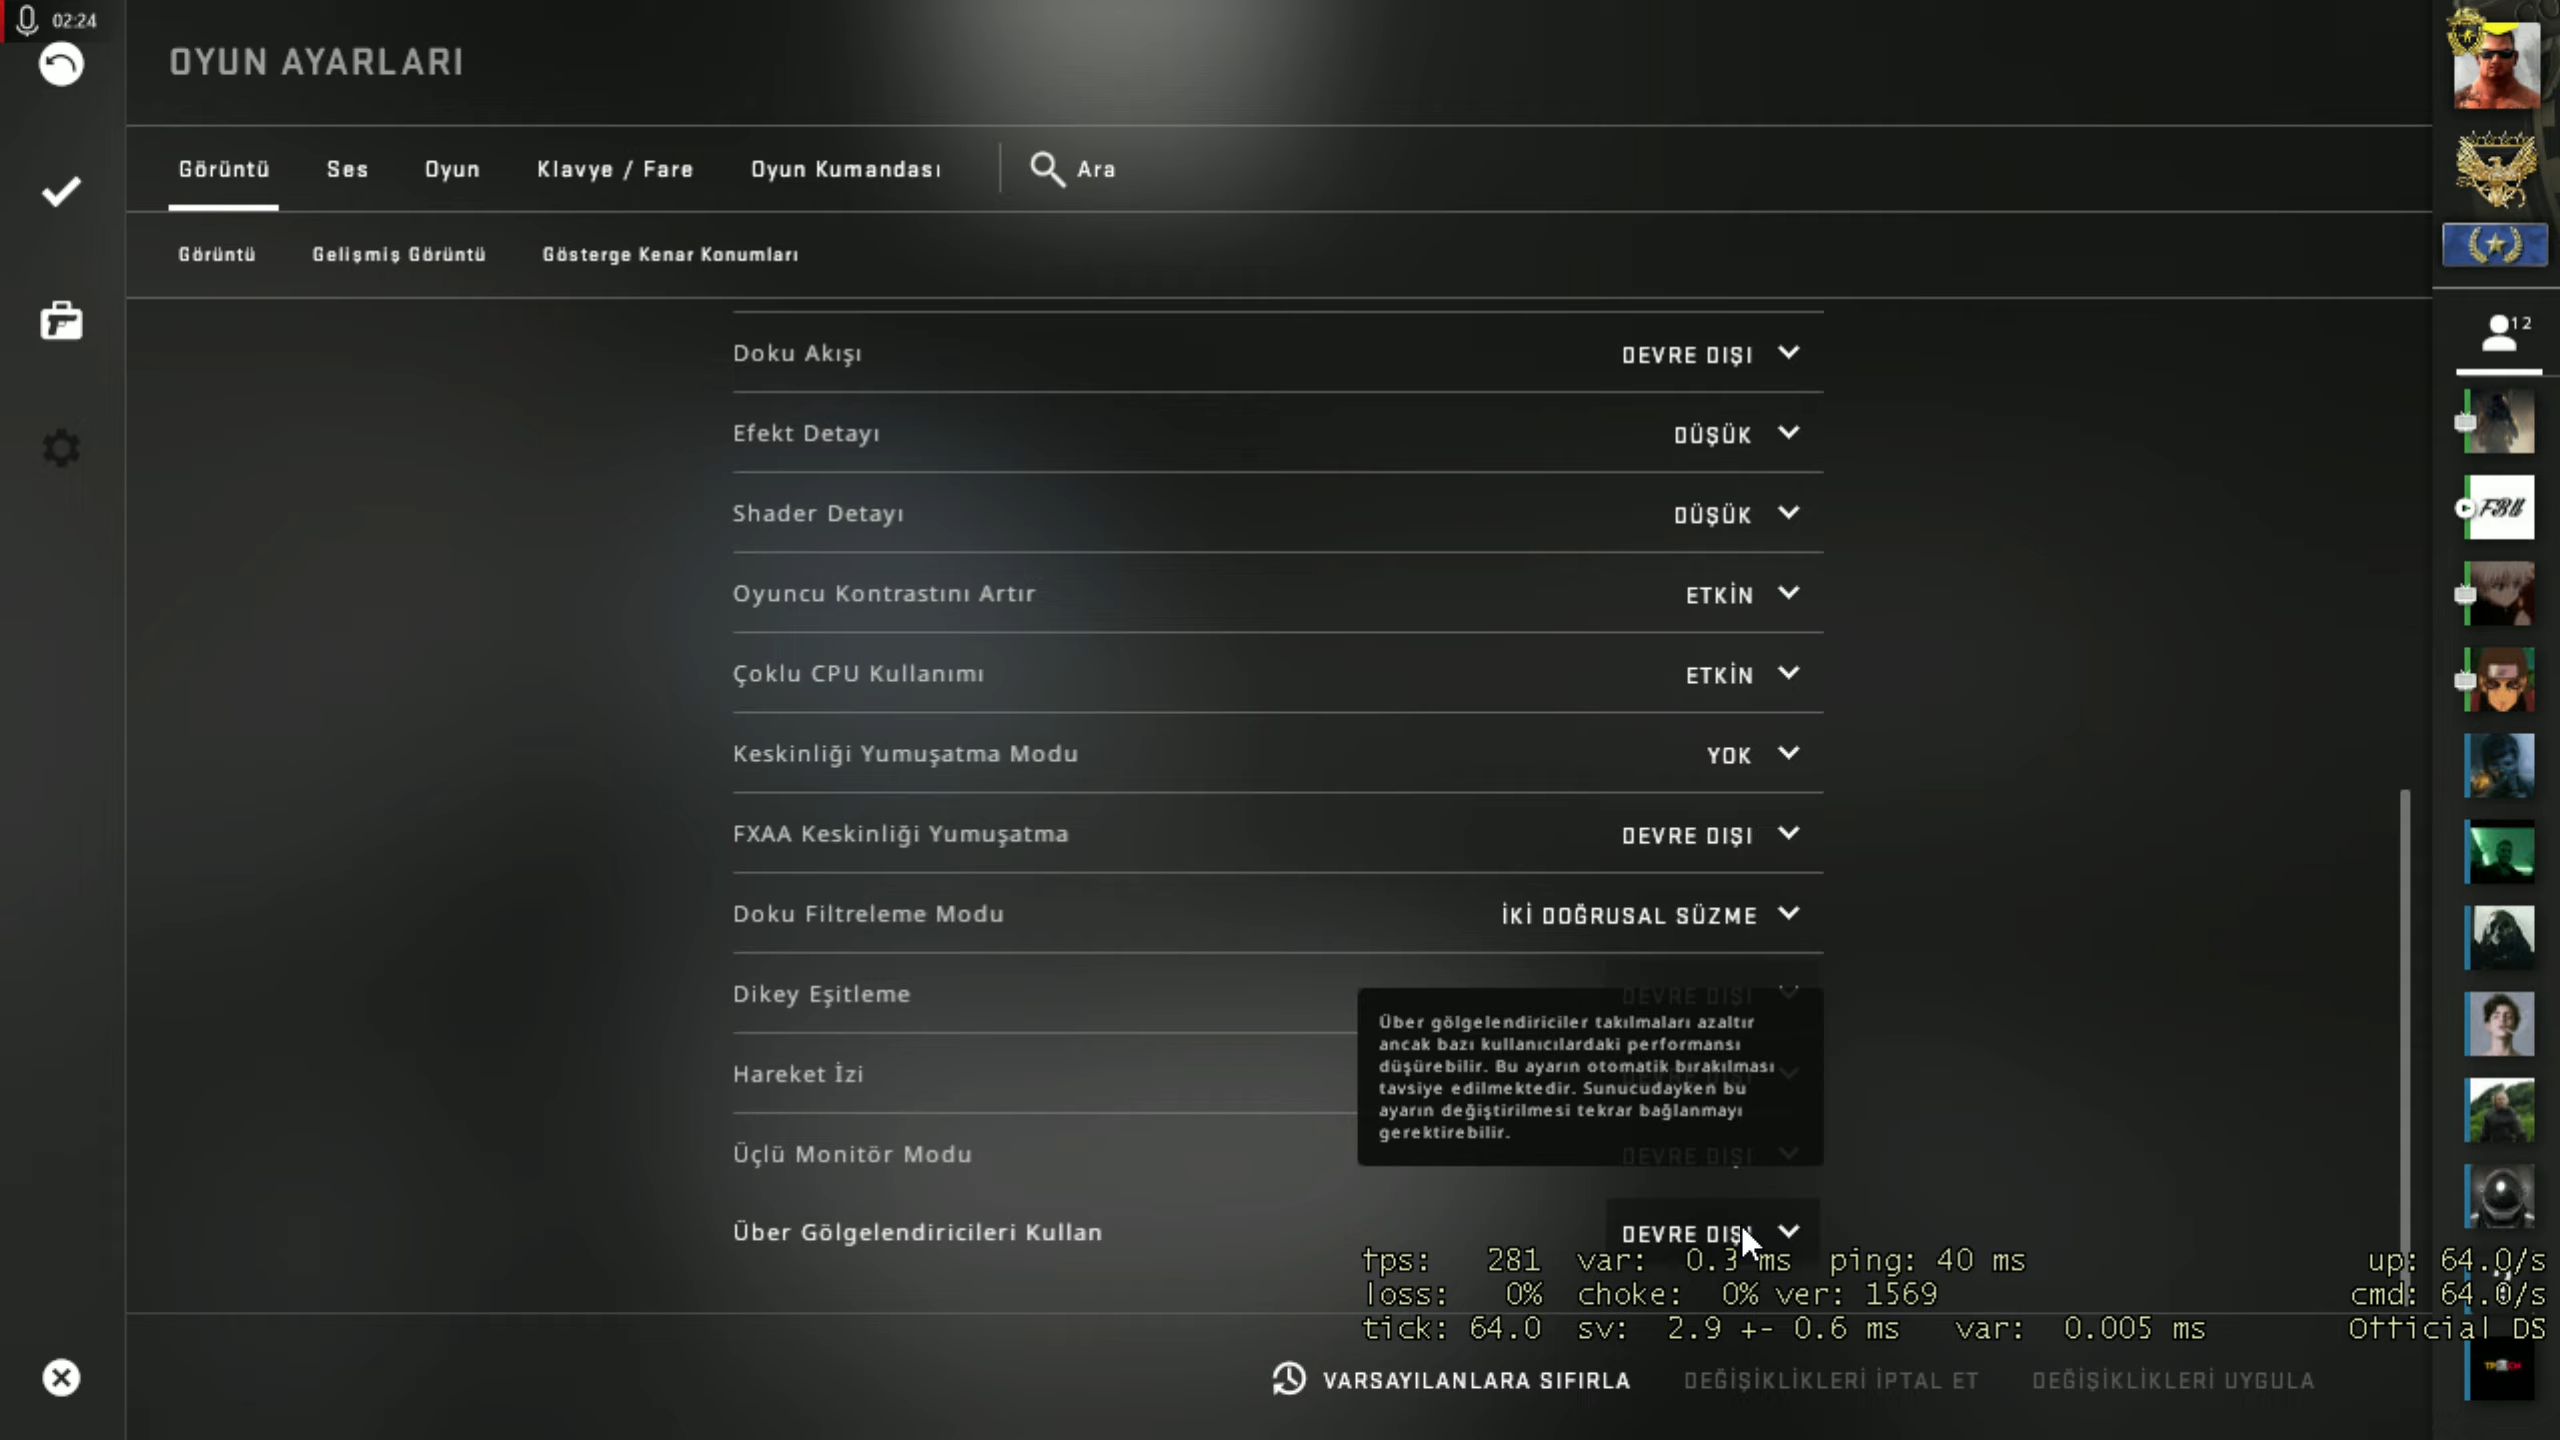 02:24
OYUN AYARLARI
Görüntü Ses Oyun Klavye / Fare Oyun Kumandası Ara
Görüntü Gelişmiş Görüntü Gösterge Kenar Konumları
12
Doku Akışı DEVRE DIŞI
Efekt Detayı DÜŞÜK
Shader Detayı DÜŞÜK
FBU
Oyuncu Kontrastını Artır ETKİN
Çoklu CPU Kullanımı ETKİN
Keskinliği Yumuşatma Modu YOK
FXAA Keskinliği Yumuşatma DEVRE DIŞI
Doku Filtreleme Modu İKİ DOĞRUSAL SÜZME
Dikey Eşitleme DEVRE DIŞI
Über gölgelendiriciler takılmaları azaltır
ancak bazı kullanıcılardaki performansı
düşürebilir. Bu ayarın otomatik bırakılması
tavsiye edilmektedir. Sunucudayken bu
ayarın değiştirilmesi tekrar bağlanmayı
gerektirebilir.
Hareket İzi
Üçlü Monitör Modu DEVRE DIŞI
Über Gölgelendiricileri Kullan DEVRE DIŞI
fps: 281 var: 0.3 ms ping: 40 ms up: 64.0/s
loss: 0% choke: 0% ver: 1569 cmd: 64.0/s
tick: 64.0 sv: 2.9 +- 0.6 ms var: 0.005 ms Official DS
VARSAYILANLARA SIFIRLA DEĞİŞİKLİKLERİ İPTAL ET DEĞİŞİKLİKLERİ UYGULA